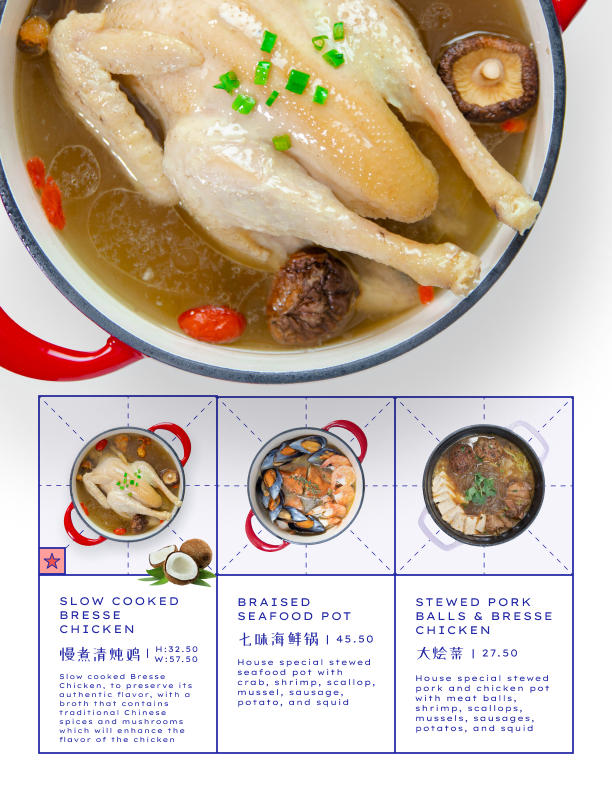 SLOW COOKED
BRESSE
CHICKEN
慢煮清炖鸡 | H:32.50
W:57.50
Slow cooked Bresse
Chicken, to preserve its
authentic flavor, with a
broth that contains
traditional Chinese
spices and mushrooms
which will enhance the
flavor of the chicken
BRAISED
SEAFOOD POT
七味海鲜锅 | 45.50
House special stewed
seafood pot with
crab, shrimp, scallop,
mussel, sausage,
potato, and squid
STEWED PORK
BALLS & BRESSE
CHICKEN
大烩菜 | 27.50
House special stewed
pork and chicken pot
with meat balls,
shrimp, scallops,
mussels, sausages,
potatos, and squid